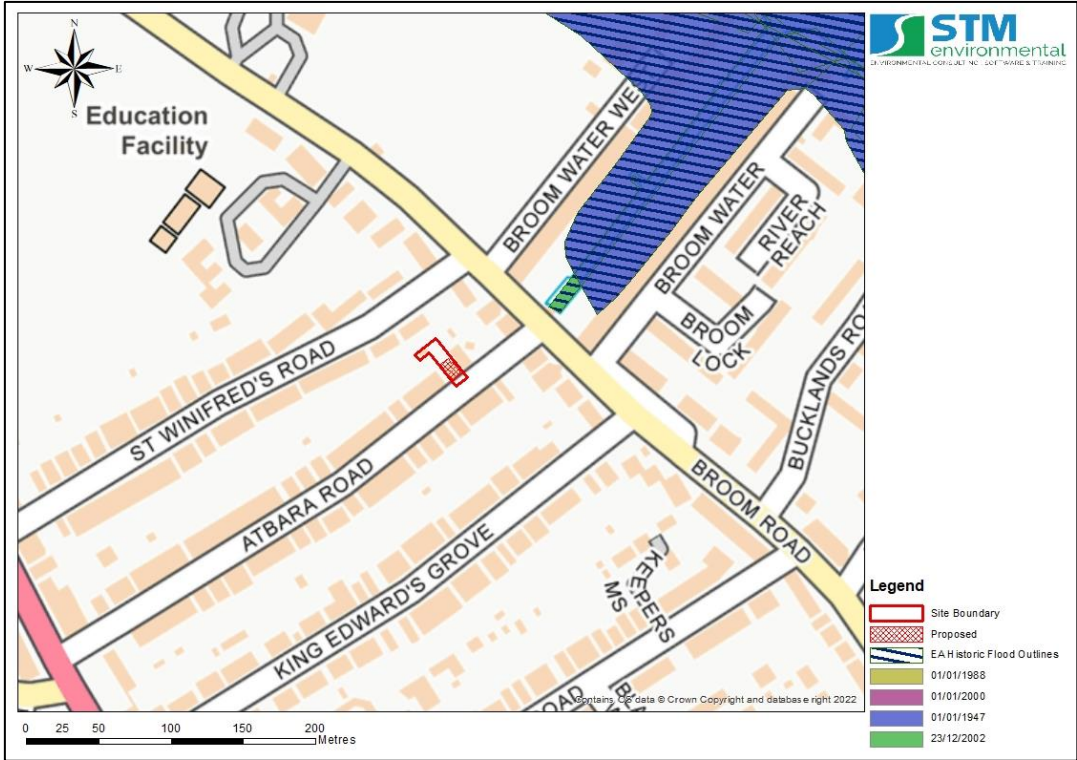 N
W E
S
STM
environmental
ENVIRONMENTAL CONSULTING | SOFTWARE & TRAINING
Education
Facility
BROOM WATER WE
BROOM WATER
RIVER
REACH
BROOM
LOCK
BUCKLANDS RO
ST WINIFRED'S ROAD
ATBARA ROAD
BROOM ROAD
KING EDWARD'S GROVE
KEEPERS
MS
OAD
Contains OS data © Crown Copyright and database right 2022
Legend
Site Boundary
Proposed
EA Historic Flood Outlines
01/01/1988
01/01/2000
01/01/1947
23/12/2002
0 25 50 100 150 200
Metres